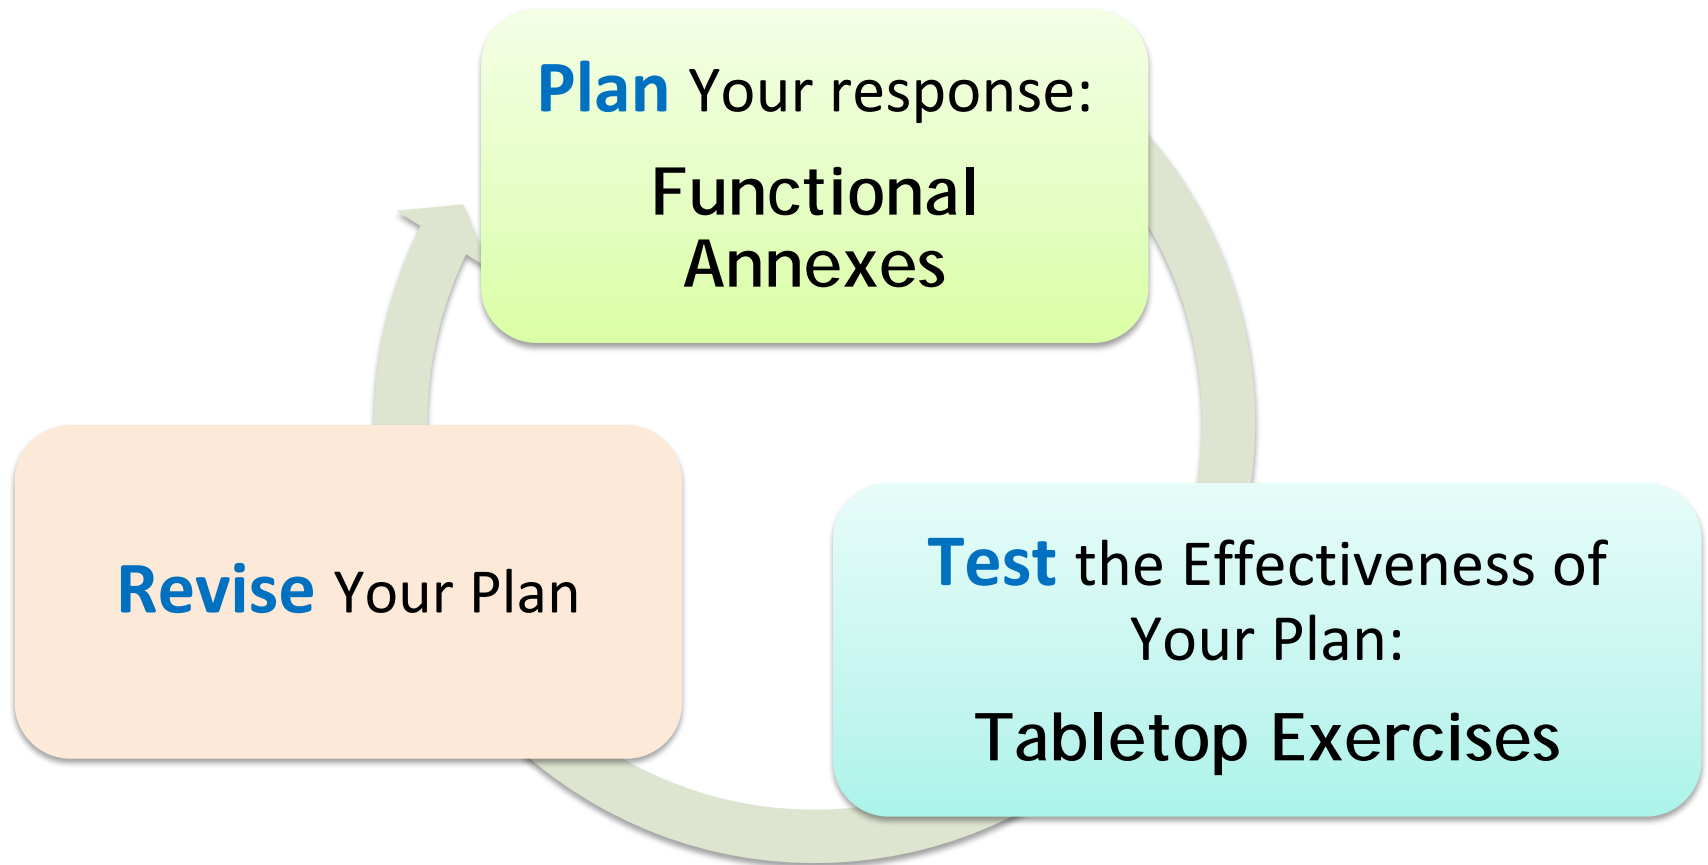 Plan Your response:
Functional
Annexes
Test the Effectiveness of
Your Plan:
Tabletop Exercises
Revise Your Plan